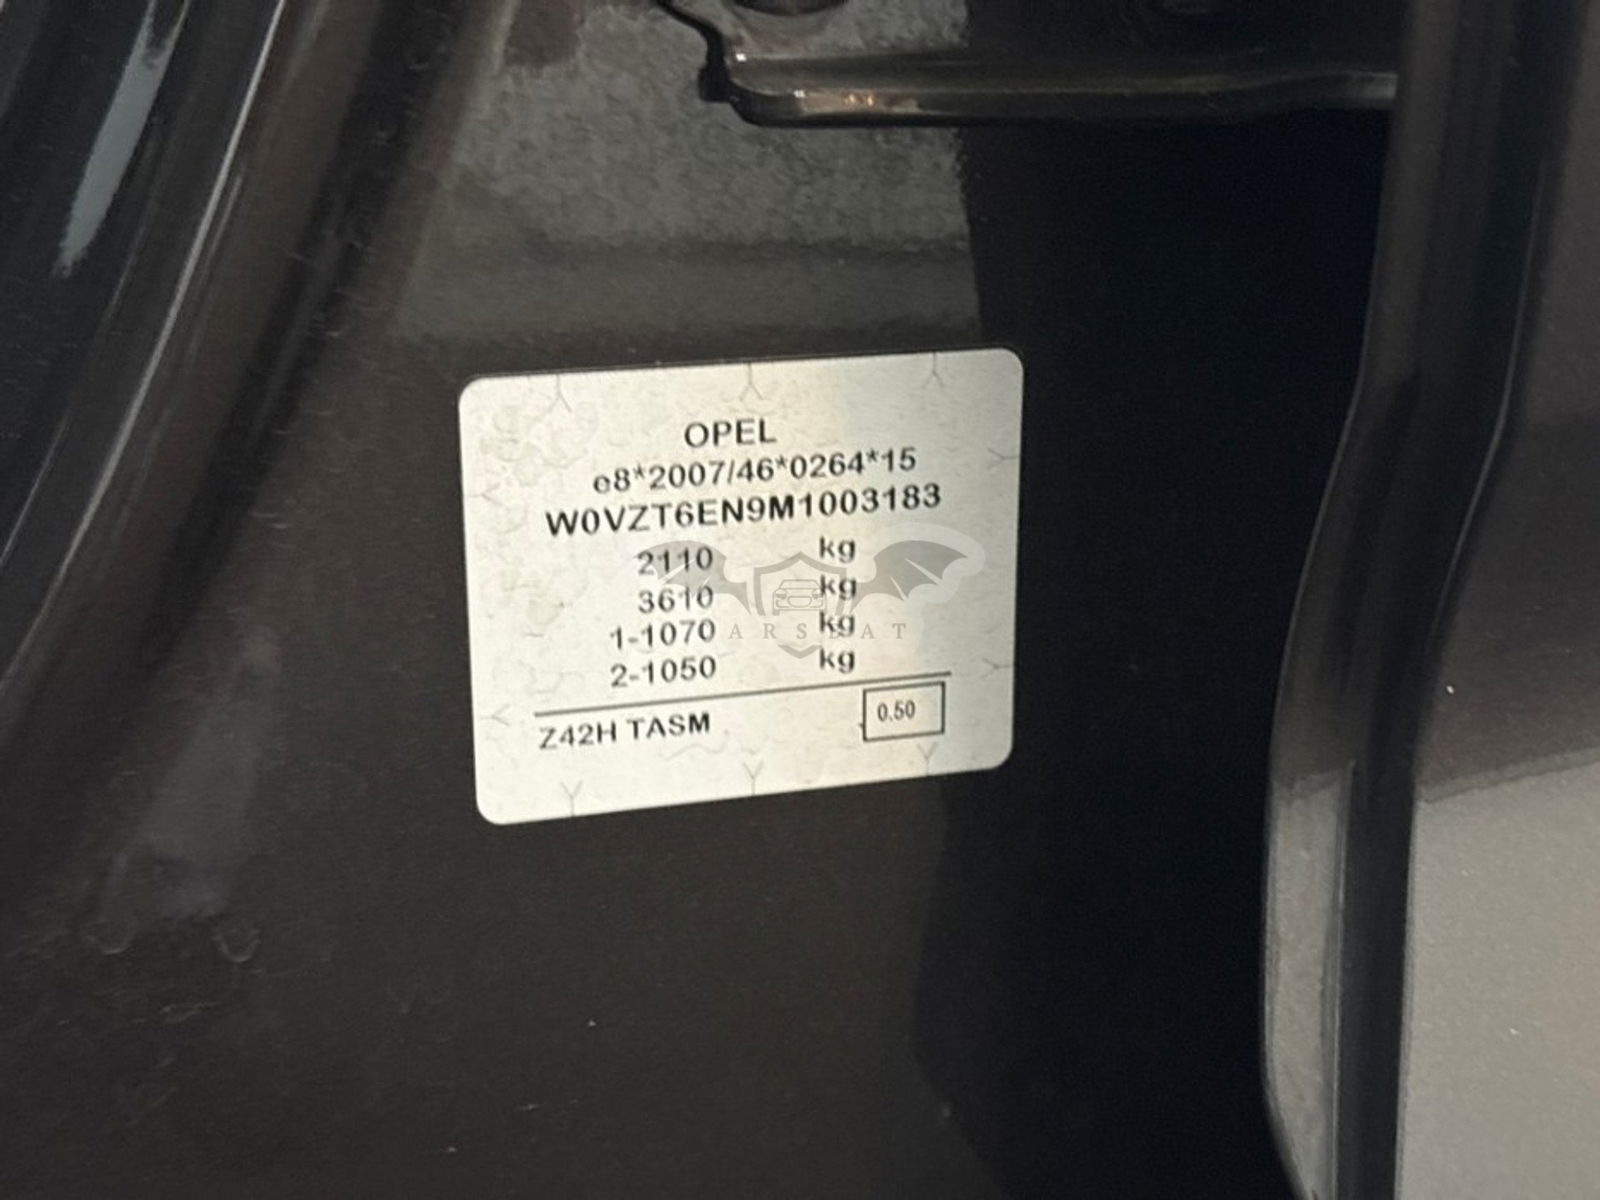 OPEL
e8*2007/46*0264*15
W0VZT6EN9M1003183
2110 kg
3610 kg
1-1070 kg
2-1050 kg
ARSBAT
Z42H TASM 0.50